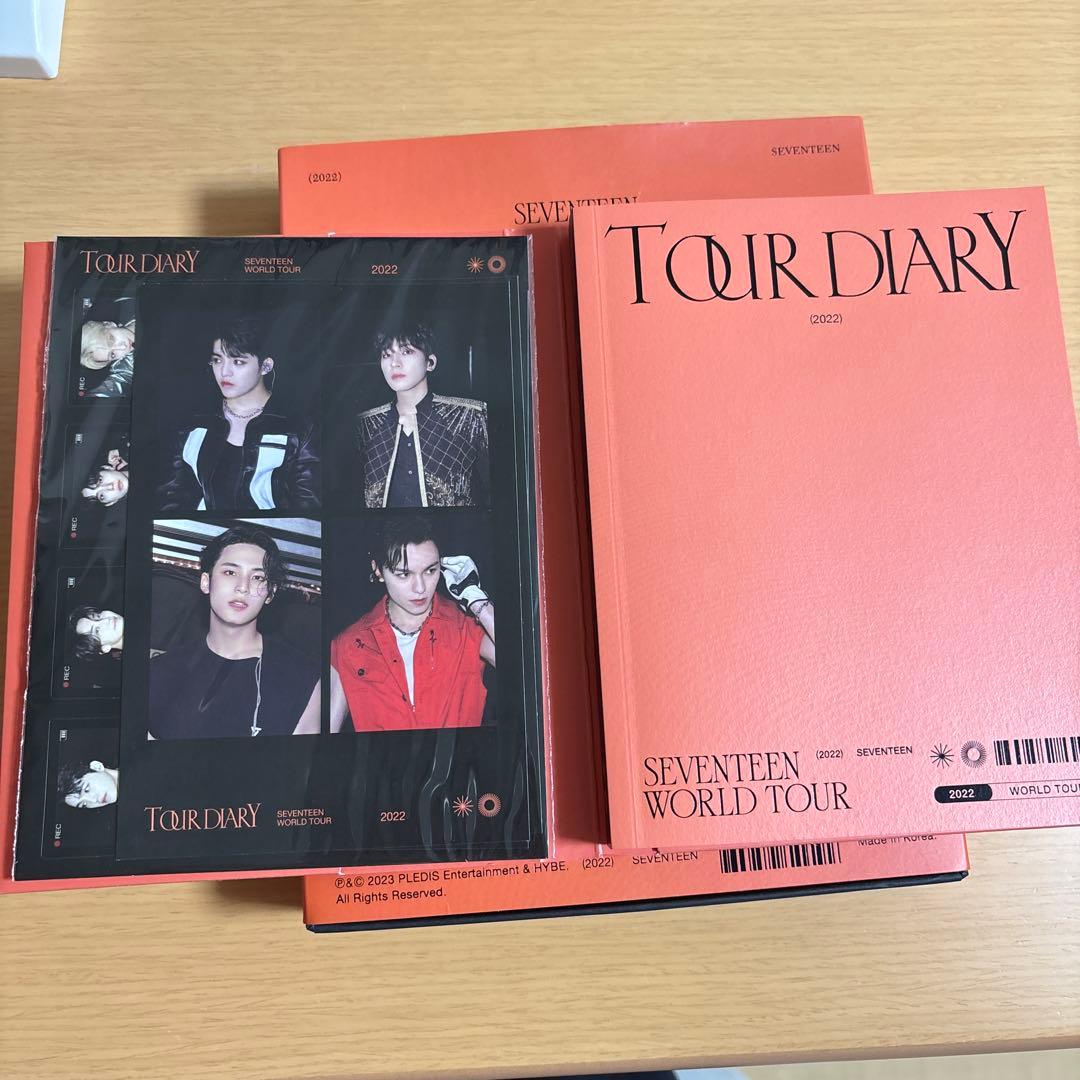 (2022)
SEVENTEEN
SEVENTEEN
TOUR DIARY
SEVENTEEN
WORLD TOUR
2022
REC
REC
REC
REC
TOUR DIARY
SEVENTEEN
WORLD TOUR
2022
TOUR DIARY
(2022)
SEVENTEEN
WORLD TOUR
(2022)
SEVENTEEN
2022
WORLD TOUR
℗&© 2023 PLEDIS Entertainment & HYBE.
All Rights Reserved.
(2022)
SEVENTEEN
Made in Korea.